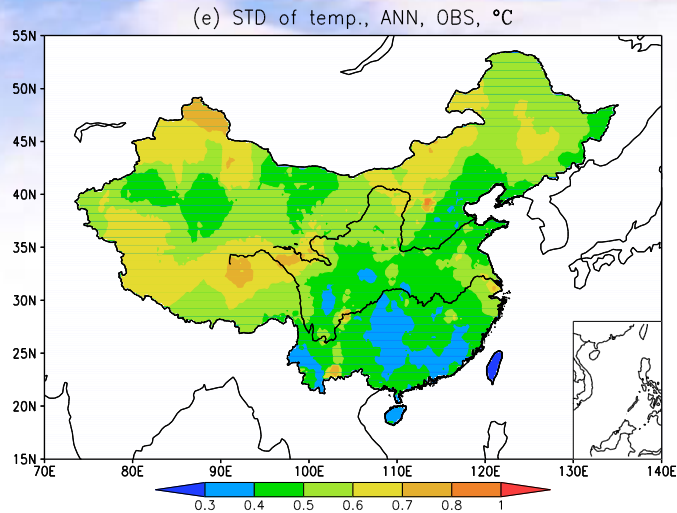 (e) STD of temp., ANN, OBS, °C
55N
50N
45N
40N
35N
30N
25N
20N
15N
70E 80E 90E 100E 110E 120E 130E 140E
0.3 0.4 0.5 0.6 0.7 0.8 1